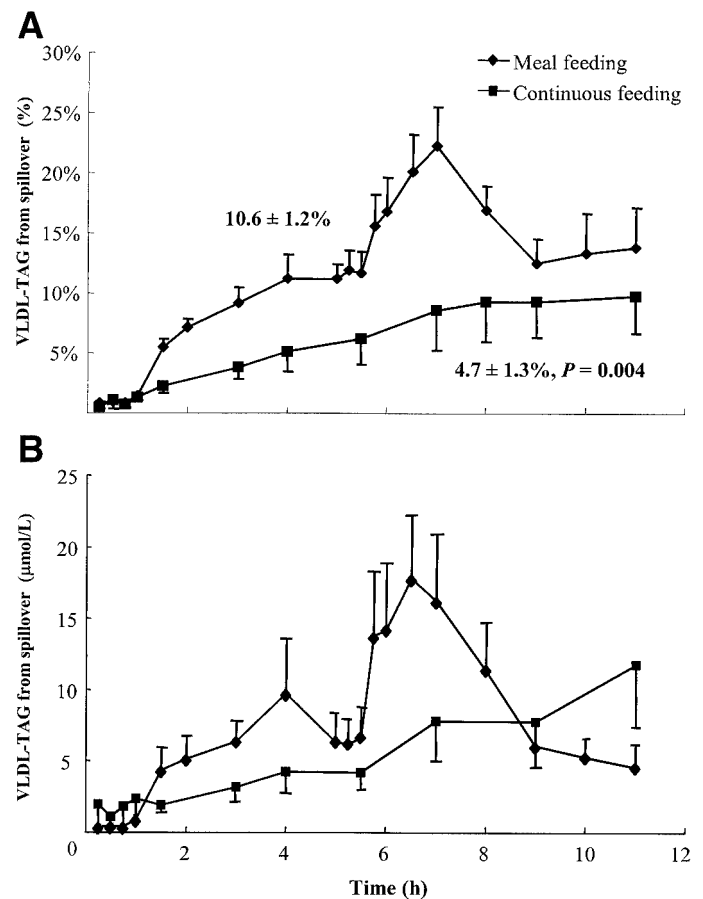 A
30%
Meal feeding
Continuous feeding
25%
20%
10.6 ± 1.2%
15%
10%
5%
4.7 ± 1.3%, P = 0.004
VLDL-TAG from spillover (%)
B
25
20
15
10
5
0
VLDL-TAG from spillover (µmol/L)
2 4 6 8 10 12
Time (h)